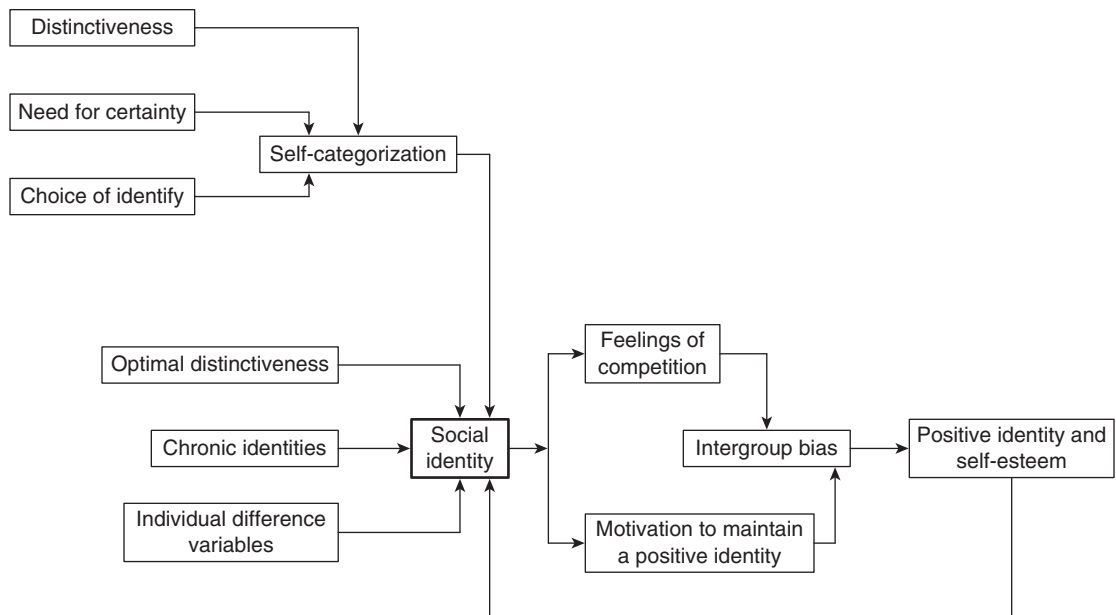 Distinctiveness
Need for certainty
Self-categorization
Choice of identify
Optimal distinctiveness
Feelings of
competition
Chronic identities
Social
identity
Intergroup bias
Positive identity and
self-esteem
Individual difference
variables
Motivation to maintain
a positive identity